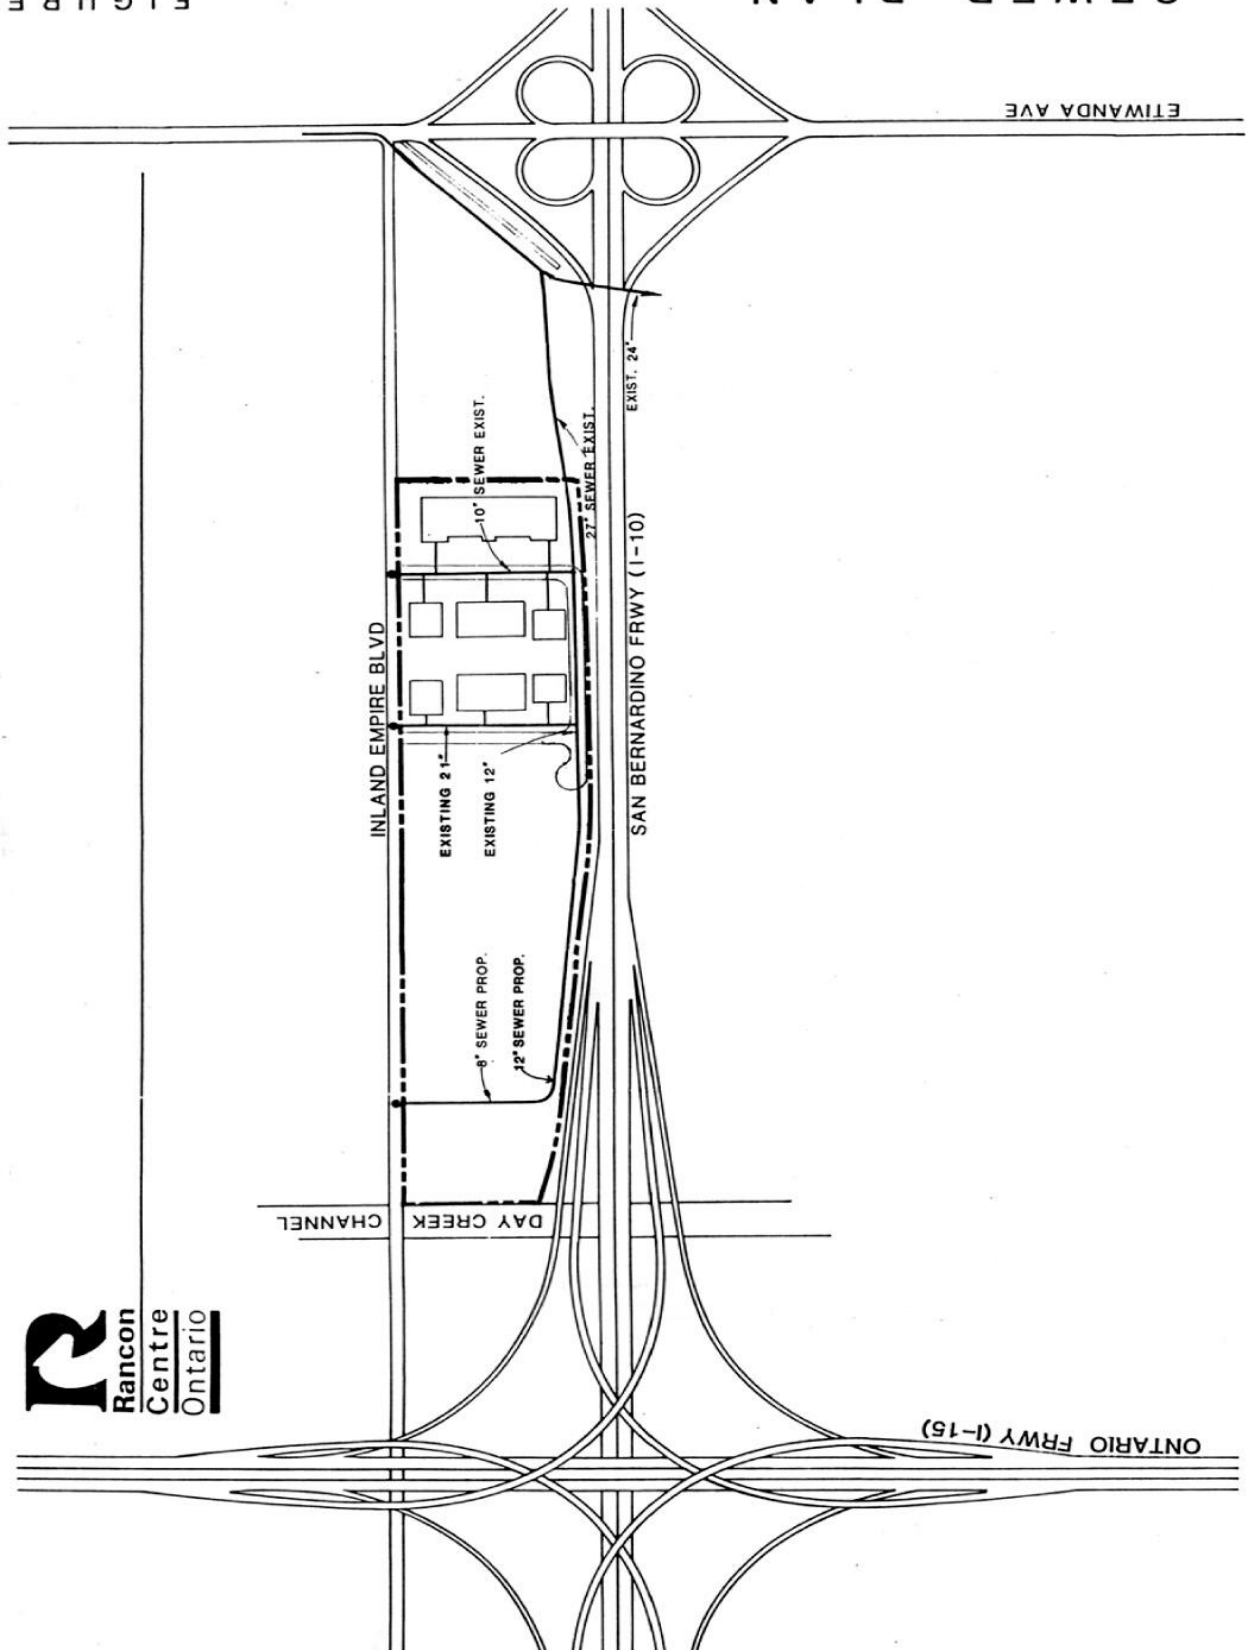 Rancon
Centre
Ontario
ETIWANDA AVE
EXIST. 24"
10" SEWER EXIST.
27" SEWER EXIST.
INLAND EMPIRE BLVD
SAN BERNARDINO FRWY (I-10)
EXISTING 21"
EXISTING 12"
8" SEWER PROP.
12" SEWER PROP.
DAY CREEK CHANNEL
ONTARIO FRWY (I-15)
SEWER PLAN
FIGURE